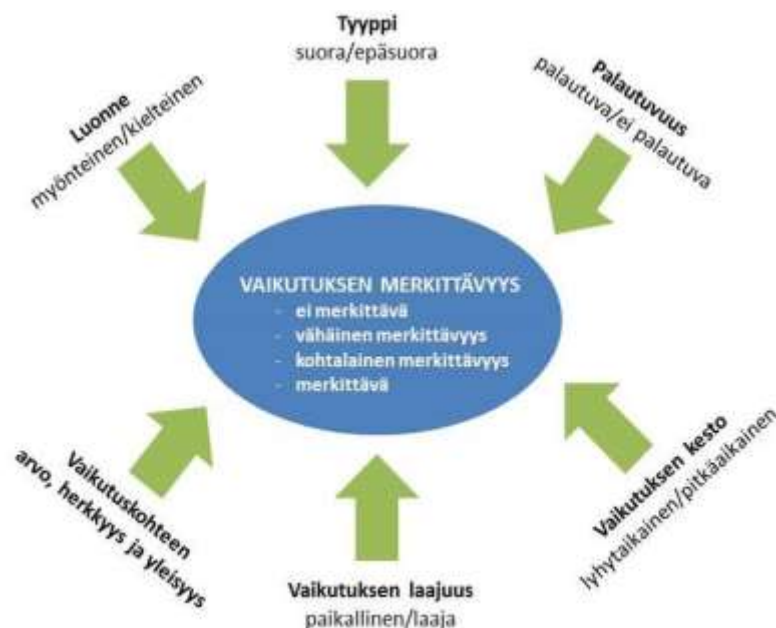 Tyyppi
suora/epäsuora
Luonne
myönteinen/kielteinen
Palautuvuus
palautuva/ei palautuva
VAIKUTUKSEN MERKITTÄVYYS
- ei merkittävä
- vähäinen merkittävyys
- kohtalainen merkittävyys
- merkittävä
Vaikutuskohteen
arvo, herkkyys ja yleisyys
Vaikutuksen laajuus
paikallinen/laaja
Vaikutuksen kesto
lyhytaikainen/pitkäaikainen